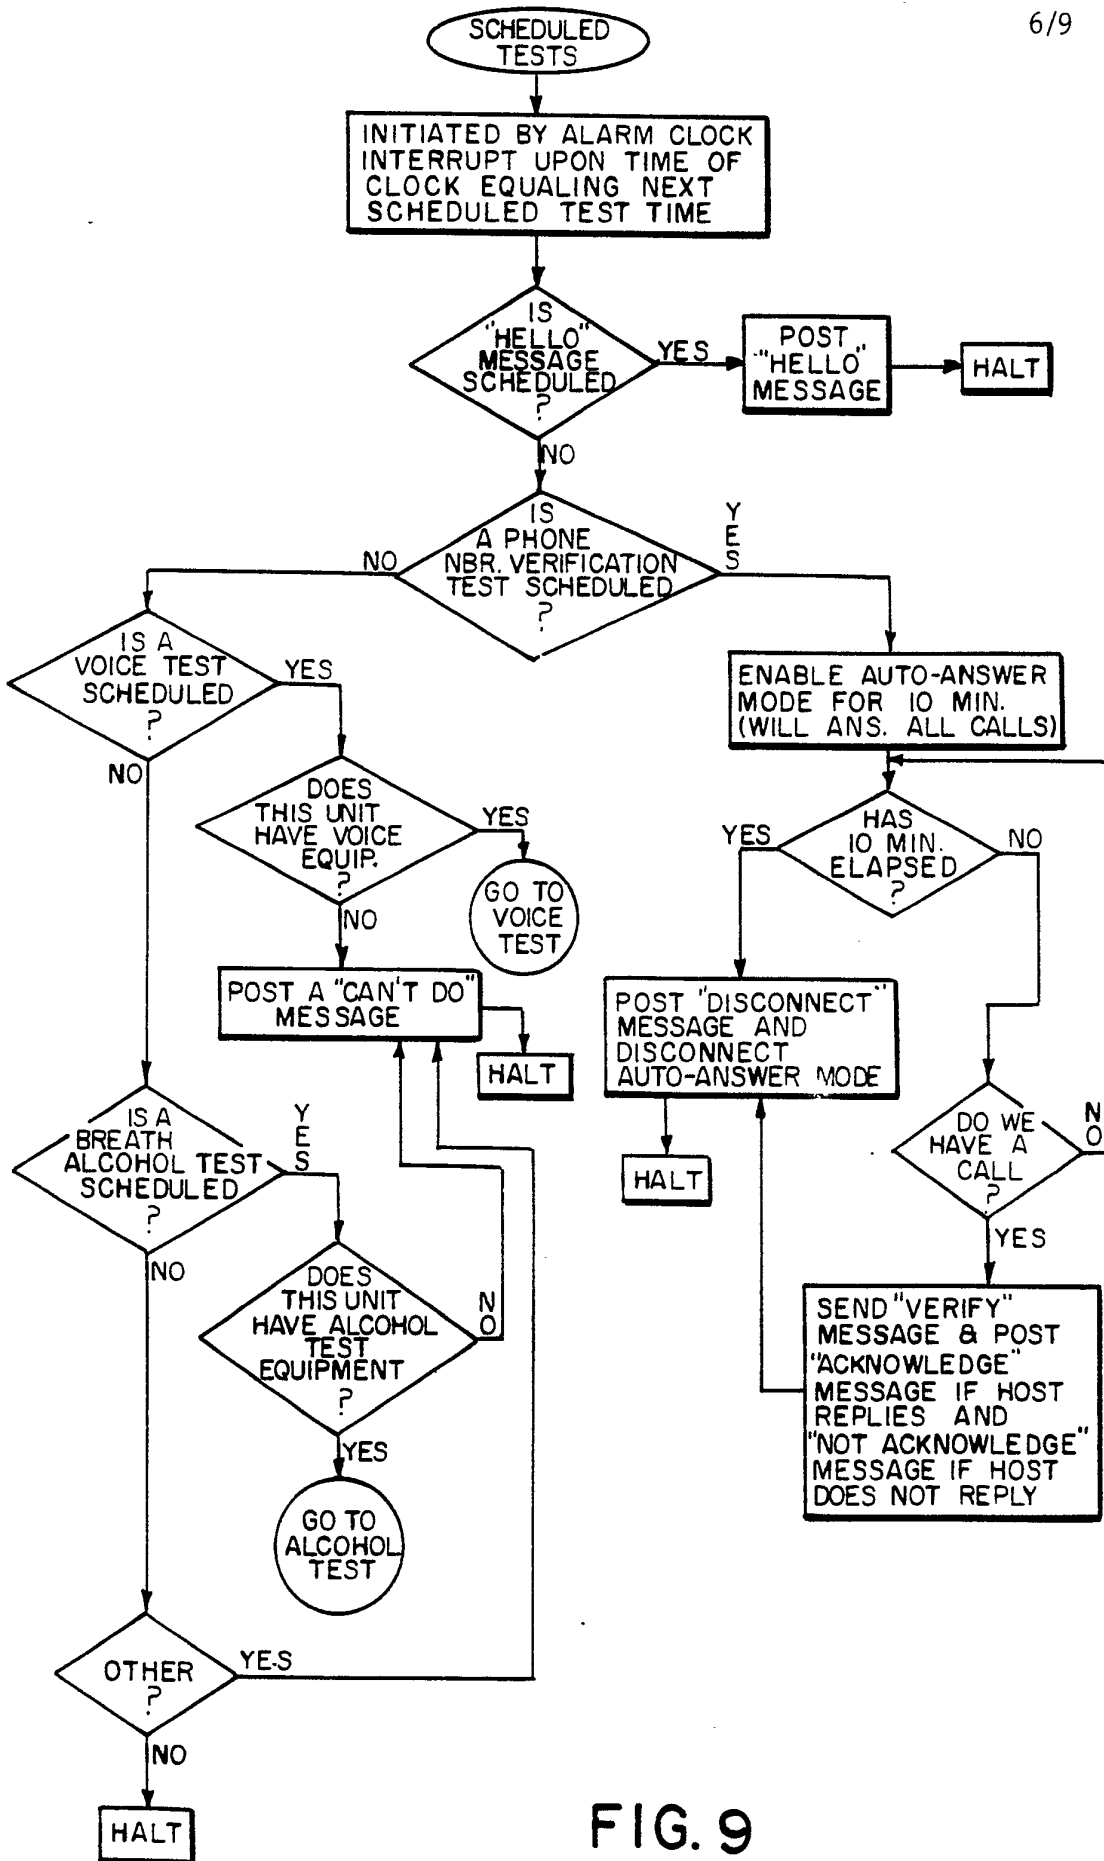 6/9
SCHEDULED
TESTS
INITIATED BY ALARM CLOCK
INTERRUPT UPON TIME OF
CLOCK EQUALING NEXT
SCHEDULED TEST TIME
IS
"HELLO"
MESSAGE
SCHEDULED
?
YES
POST
"HELLO"
MESSAGE
HALT
NO
IS
A PHONE
NBR. VERIFICATION
TEST SCHEDULED
?
NO
YES
IS A
VOICE TEST
SCHEDULED
?
YES
NO
ENABLE AUTO-ANSWER
MODE FOR 10 MIN.
(WILL ANS. ALL CALLS)
DOES
THIS UNIT
HAVE VOICE
EQUIP.
?
YES
NO
GO TO
VOICE
TEST
HAS
10 MIN.
ELAPSED
?
YES
NO
POST A "CAN'T DO"
MESSAGE
HALT
POST "DISCONNECT"
MESSAGE AND
DISCONNECT
AUTO-ANSWER MODE
HALT
DO WE
HAVE A
CALL
?
NO
YES
IS A
BREATH
ALCOHOL TEST
SCHEDULED
?
YES
NO
DOES
THIS UNIT
HAVE ALCOHOL
TEST
EQUIPMENT
?
NO
YES
GO TO
ALCOHOL
TEST
SEND "VERIFY"
MESSAGE & POST
"ACKNOWLEDGE"
MESSAGE IF HOST
REPLIES AND
"NOT ACKNOWLEDGE"
MESSAGE IF HOST
DOES NOT REPLY
OTHER
?
YES
NO
HALT
FIG. 9